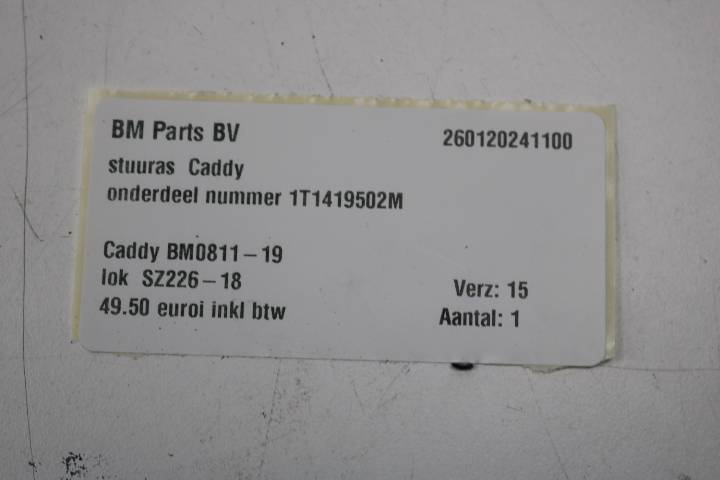 BM Parts BV 260120241100
stuuras Caddy
onderdeel nummer 1T1419502M
Caddy BM0811-19
lok SZ226-18 Verz: 15
49.50 euroi inkl btw Aantal: 1